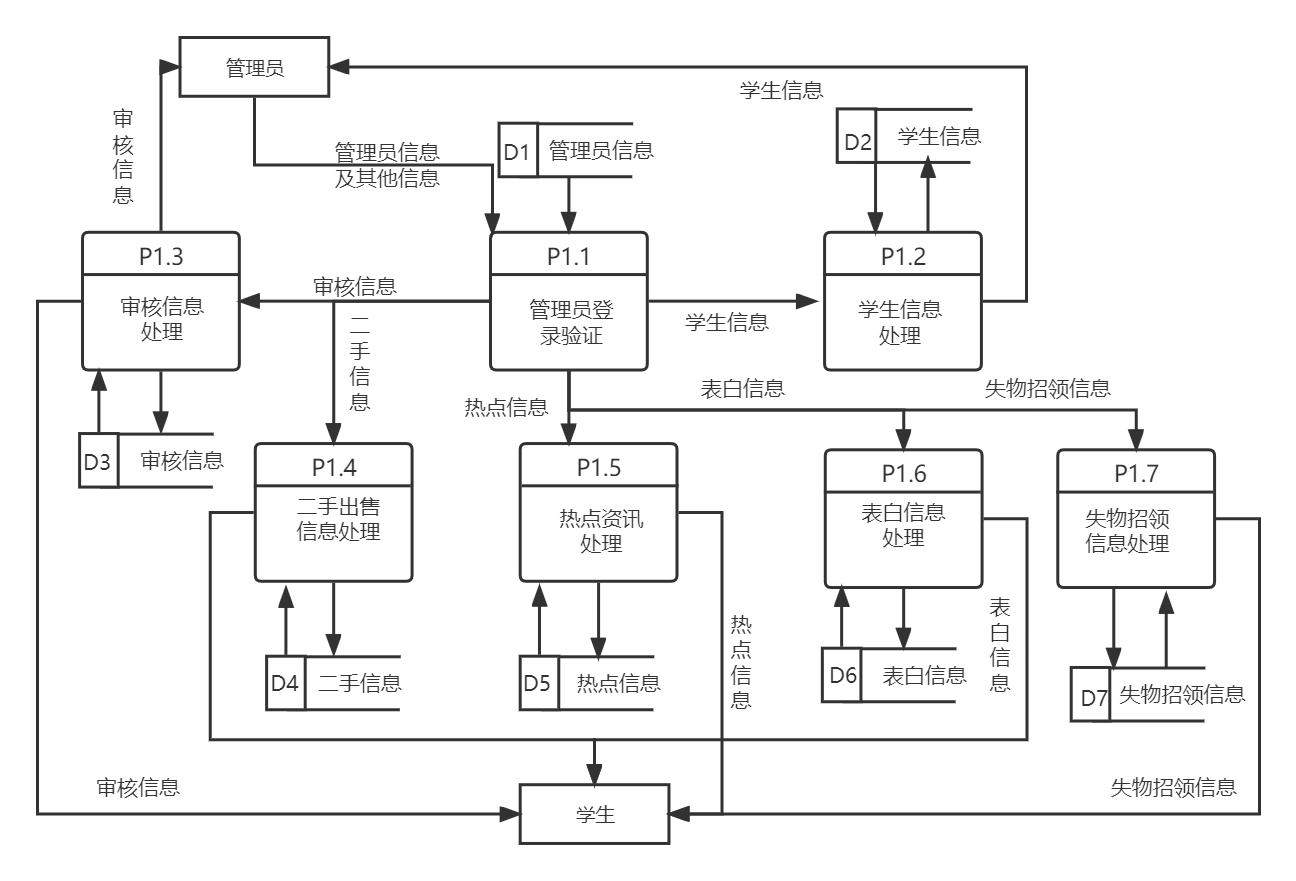 管理员
学生信息
审
核
信
息
管理员信息
及其他信息
D1
管理员信息
D2
学生信息
P1.3
审核信息
处理
审核信息
二
手
信
息
P1.1
管理员登
录验证
学生信息
P1.2
学生信息
处理
热点信息
表白信息
失物招领信息
D3
审核信息
P1.4
二手出售
信息处理
P1.5
热点资讯
处理
P1.6
表白信息
处理
P1.7
失物招领
信息处理
D4
二手信息
D5
热点信息
热
点
信
息
D6
表白信息
表
白
信
息
D7
失物招领信息
审核信息
学生
失物招领信息